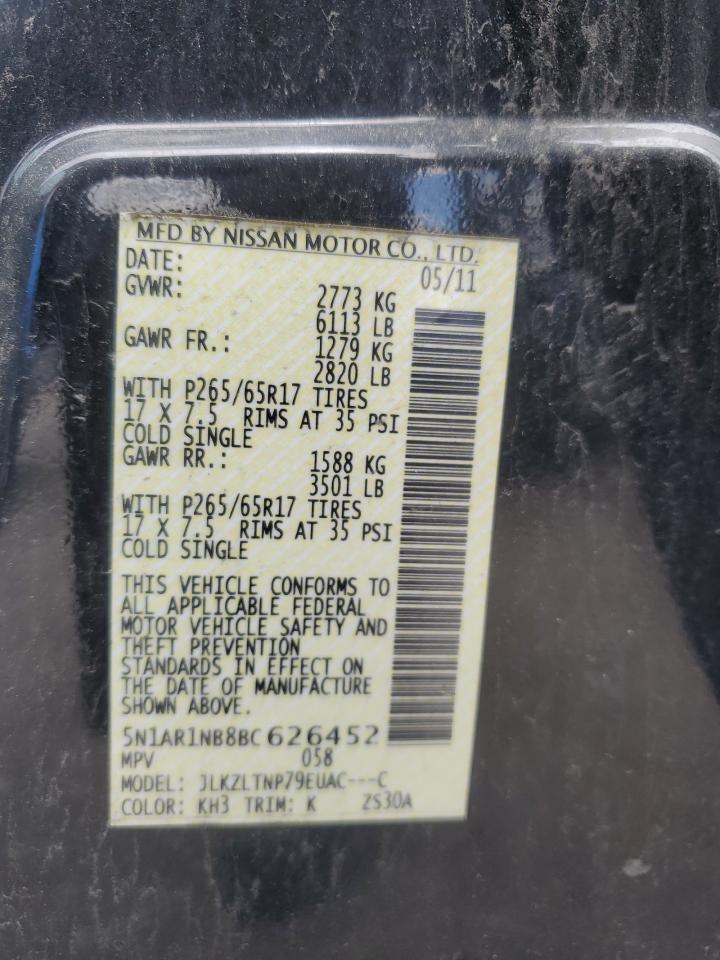 MFD BY NISSAN MOTOR CO., LTD.
DATE: 05/11
GVWR: 2773 KG
6113 LB
GAWR FR.: 1279 KG
2820 LB
WITH P265/65R17 TIRES
17 X 7.5 RIMS AT 35 PSI
COLD SINGLE
GAWR RR.: 1588 KG
3501 LB
WITH P265/65R17 TIRES
17 X 7.5 RIMS AT 35 PSI
COLD SINGLE
THIS VEHICLE CONFORMS TO
ALL APPLICABLE FEDERAL
MOTOR VEHICLE SAFETY AND
THEFT PREVENTION
STANDARDS IN EFFECT ON
THE DATE OF MANUFACTURE
SHOWN ABOVE.
5N1AR1NB8BC626452
MPV 058
MODEL: JLKZLTNP79EUAC---C
COLOR: KH3 TRIM: K ZS30A